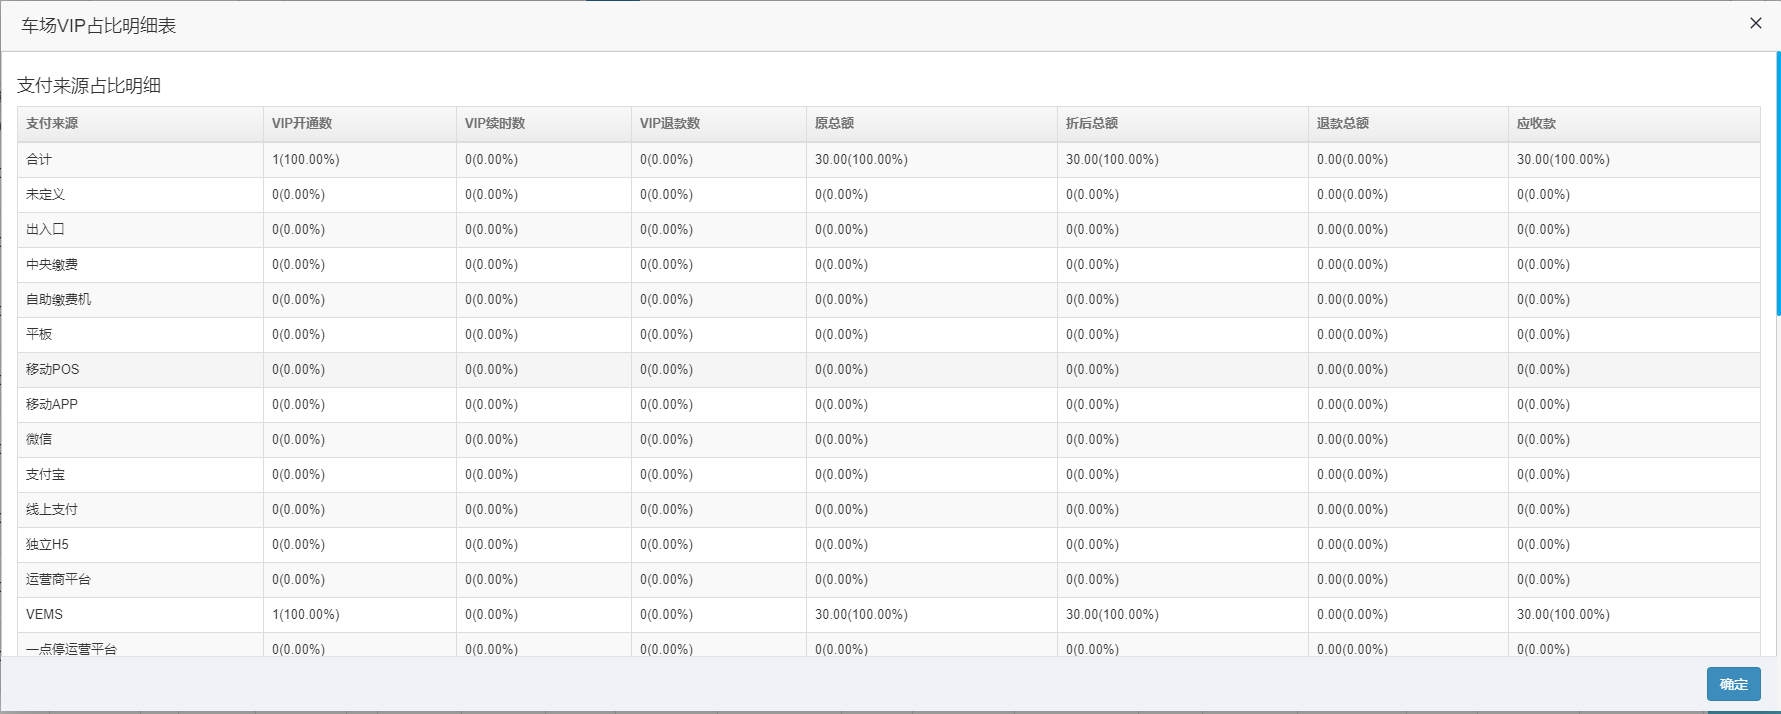 车场VIP占比明细表
×
支付来源占比明细
支付来源 VIP开通数 VIP续时数 VIP退款数 原总额 折后总额 退款总额 应收款
合计 1(100.00%) 0(0.00%) 0(0.00%) 30.00(100.00%) 30.00(100.00%) 0.00(0.00%) 30.00(100.00%)
未定义 0(0.00%) 0(0.00%) 0(0.00%) 0(0.00%) 0(0.00%) 0.00(0.00%) 0(0.00%)
出入口 0(0.00%) 0(0.00%) 0(0.00%) 0(0.00%) 0(0.00%) 0.00(0.00%) 0(0.00%)
中央缴费 0(0.00%) 0(0.00%) 0(0.00%) 0(0.00%) 0(0.00%) 0.00(0.00%) 0(0.00%)
自助缴费机 0(0.00%) 0(0.00%) 0(0.00%) 0(0.00%) 0(0.00%) 0.00(0.00%) 0(0.00%)
平板 0(0.00%) 0(0.00%) 0(0.00%) 0(0.00%) 0(0.00%) 0.00(0.00%) 0(0.00%)
移动POS 0(0.00%) 0(0.00%) 0(0.00%) 0(0.00%) 0(0.00%) 0.00(0.00%) 0(0.00%)
移动APP 0(0.00%) 0(0.00%) 0(0.00%) 0(0.00%) 0(0.00%) 0.00(0.00%) 0(0.00%)
微信 0(0.00%) 0(0.00%) 0(0.00%) 0(0.00%) 0(0.00%) 0.00(0.00%) 0(0.00%)
支付宝 0(0.00%) 0(0.00%) 0(0.00%) 0(0.00%) 0(0.00%) 0.00(0.00%) 0(0.00%)
线上支付 0(0.00%) 0(0.00%) 0(0.00%) 0(0.00%) 0(0.00%) 0.00(0.00%) 0(0.00%)
独立H5 0(0.00%) 0(0.00%) 0(0.00%) 0(0.00%) 0(0.00%) 0.00(0.00%) 0(0.00%)
运营商平台 0(0.00%) 0(0.00%) 0(0.00%) 0(0.00%) 0(0.00%) 0.00(0.00%) 0(0.00%)
VEMS 1(100.00%) 0(0.00%) 0(0.00%) 30.00(100.00%) 30.00(100.00%) 0.00(0.00%) 30.00(100.00%)
一点停运营平台 0(0.00%) 0(0.00%) 0(0.00%) 0(0.00%) 0(0.00%) 0.00(0.00%) 0(0.00%)
确定